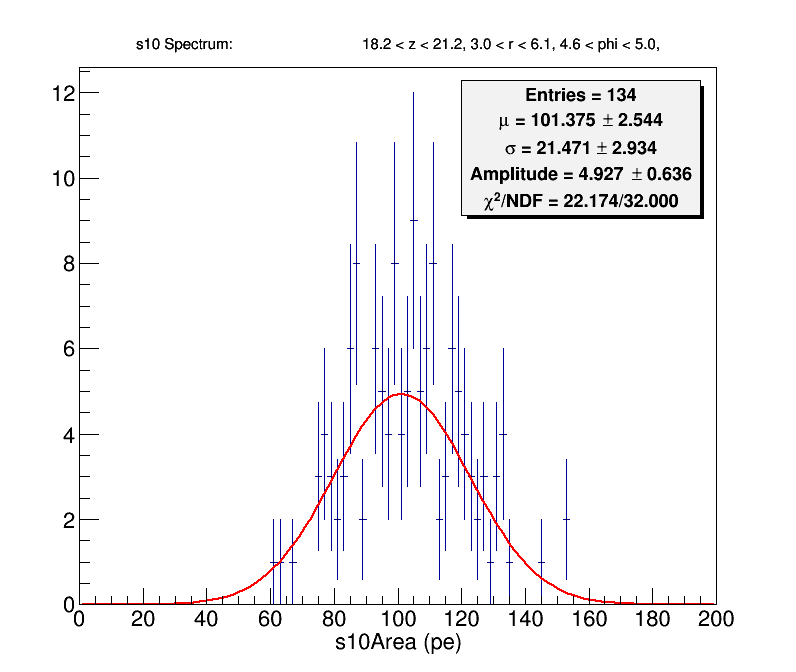 s10 Spectrum: 18.2 < z < 21.2, 3.0 < r < 6.1, 4.6 < phi < 5.0,
Entries = 134
μ = 101.375 ± 2.544
σ = 21.471 ± 2.934
Amplitude = 4.927 ± 0.636
χ²/NDF = 22.174/32.000
12
10
8
6
4
2
0
0 20 40 60 80 100 120 140 160 180 200
s10Area (pe)